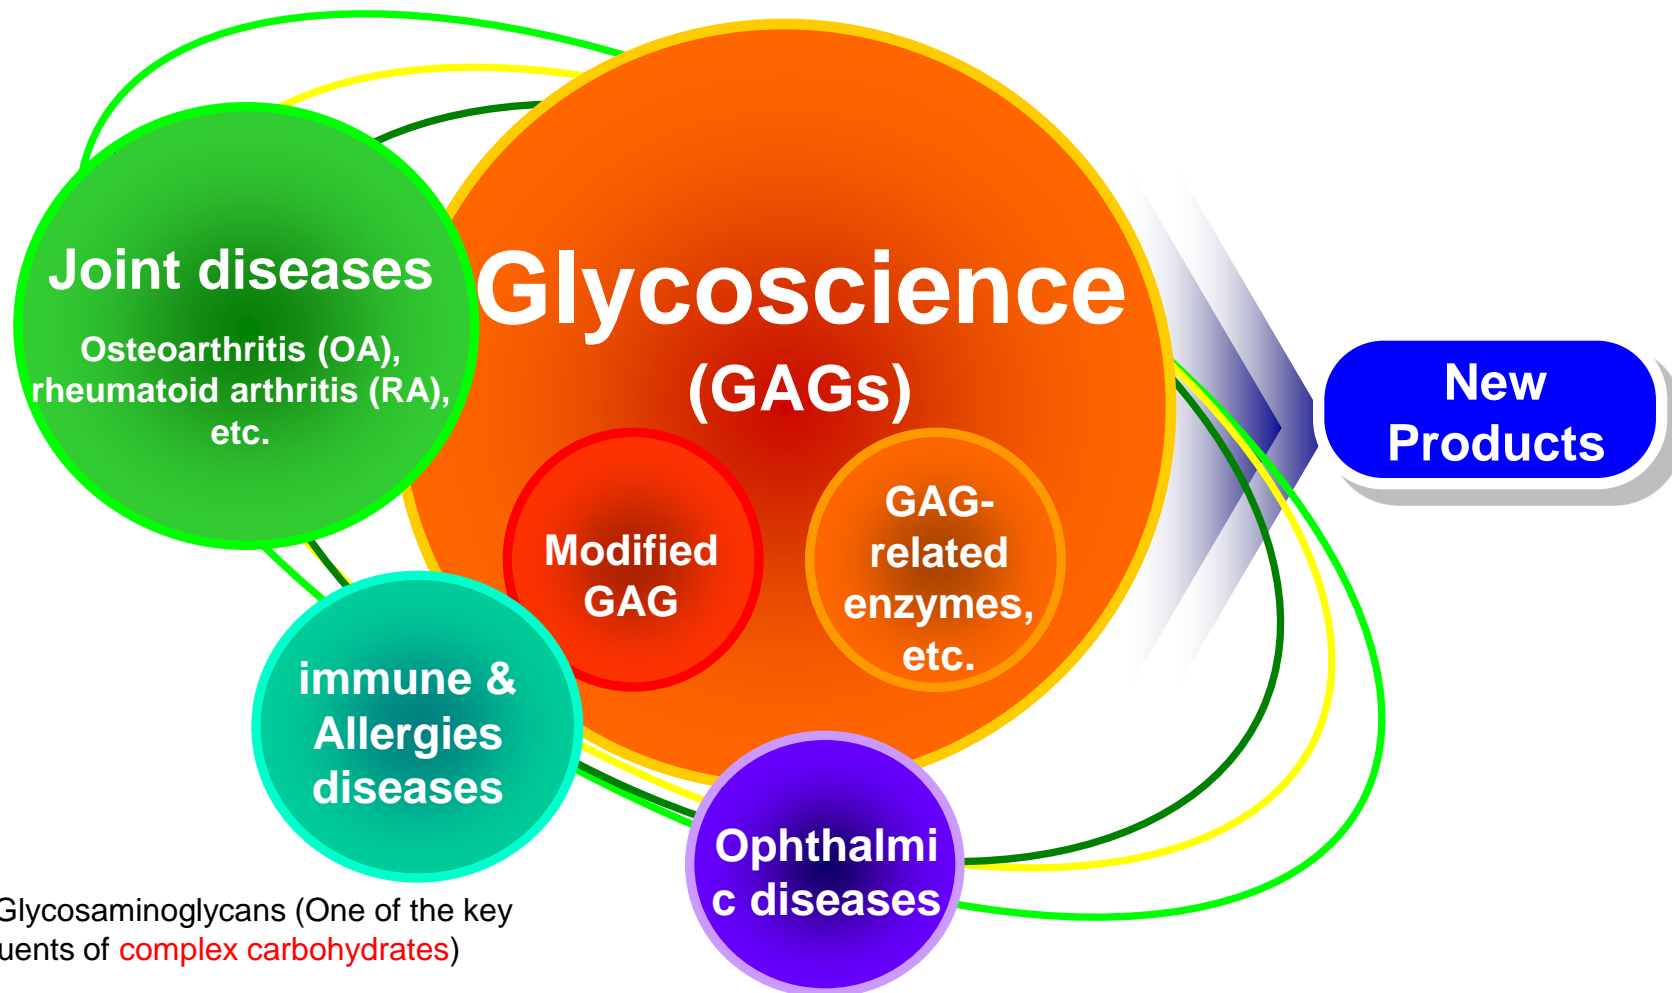 Joint diseases
Osteoarthritis (OA),
rheumatoid arthritis (RA),
etc.
Glycoscience
(GAGs)
Modified
GAG
GAG-
related
enzymes,
etc.
New
Products
immune &
Allergies
diseases
Ophthalmi
c diseases
Glycosaminoglycans (One of the key
uents of complex carbohydrates)